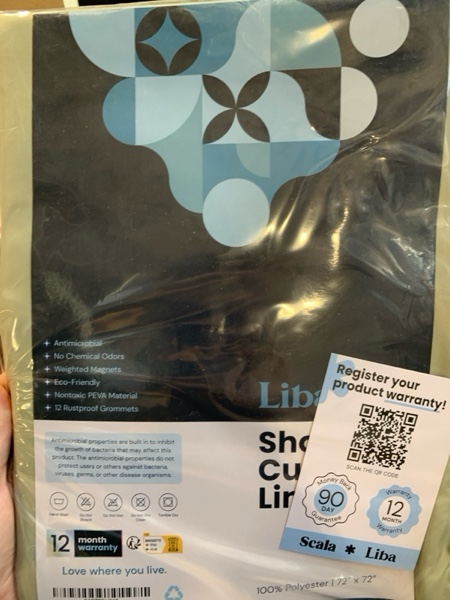 + Antimicrobial
+ No Chemical Odors
+ Weighted Magnets
+ Eco-Friendly
+ Nontoxic PEVA Material
+ 12 Rustproof Grommets
Liba
Antimicrobial properties are built in to inhibit
the growth of bacteria that may affect this
product. The antimicrobial properties do not
protect users or others against bacteria,
viruses, germs, or other disease organisms.
Tumble Dry
12 month
warranty
Love where you live.
100% Polyester | 72" x 72"
Register your
product warranty!
SCAN THE QR CODE
Money Back
90
DAY
Guarantee
Warranty
12
MONTH
Warranty
Scala * Liba